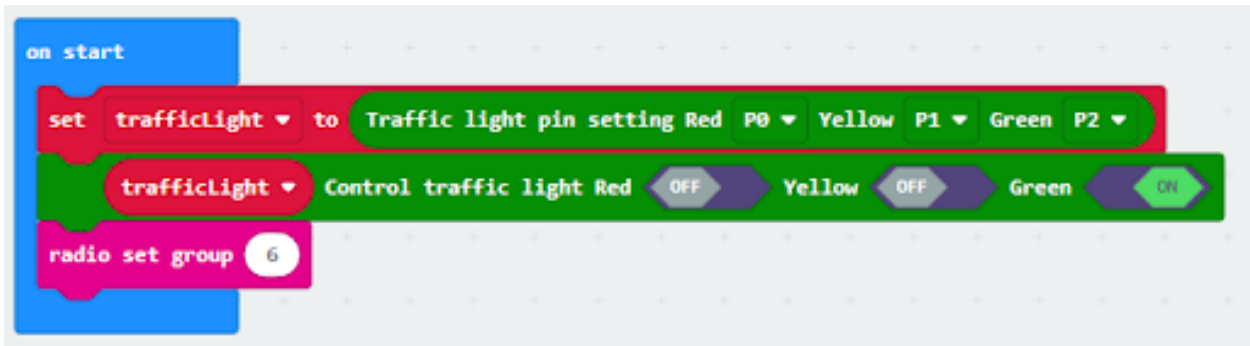 on start
set trafficLight to Traffic light pin setting Red P0 Yellow P1 Green P2
trafficLight Control traffic light Red OFF Yellow OFF Green ON
radio set group 6